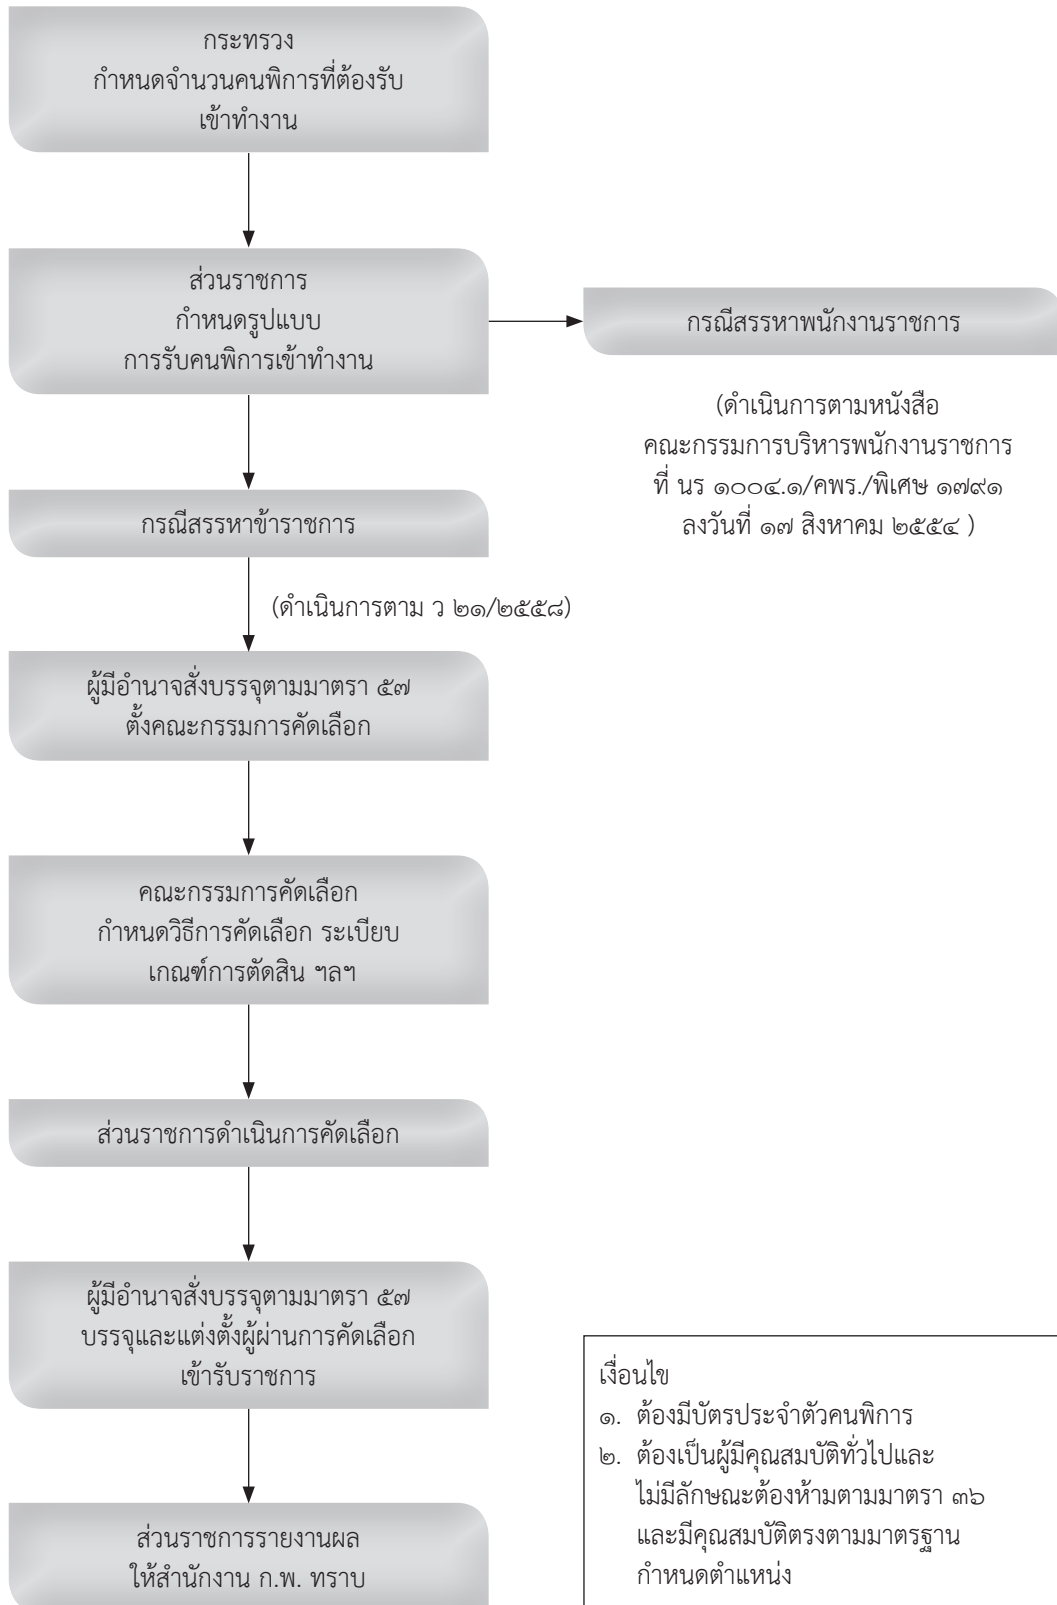 กระทรวง
กำหนดจำนวนคนพิการที่ต้องรับ
เข้าทำงาน
ส่วนราชการ
กำหนดรูปแบบ
การรับคนพิการเข้าทำงาน
กรณีสรรหาพนักงานราชการ
(ดำเนินการตามหนังสือ
คณะกรรมการบริหารพนักงานราชการ
ที่ นร ๑๐๐๔.๑/คพร./พิเศษ ๑๗๙๑
ลงวันที่ ๑๗ สิงหาคม ๒๕๕๔ )
กรณีสรรหาข้าราชการ
(ดำเนินการตาม ว ๒๑/๒๕๕๘)
ผู้มีอำนาจสั่งบรรจุตามมาตรา ๕๗
ตั้งคณะกรรมการคัดเลือก
คณะกรรมการคัดเลือก
กำหนดวิธีการคัดเลือก ระเบียบ
เกณฑ์การตัดสิน ฯลฯ
ส่วนราชการดำเนินการคัดเลือก
ผู้มีอำนาจสั่งบรรจุตามมาตรา ๕๗
บรรจุและแต่งตั้งผู้ผ่านการคัดเลือก
เข้ารับราชการ
ส่วนราชการรายงานผล
ให้สำนักงาน ก.พ. ทราบ
เงื่อนไข
๑. ต้องมีบัตรประจำตัวคนพิการ
๒. ต้องเป็นผู้มีคุณสมบัติทั่วไปและ
ไม่มีลักษณะต้องห้ามตามมาตรา ๓๖
และมีคุณสมบัติตรงตามมาตรฐาน
กำหนดตำแหน่ง